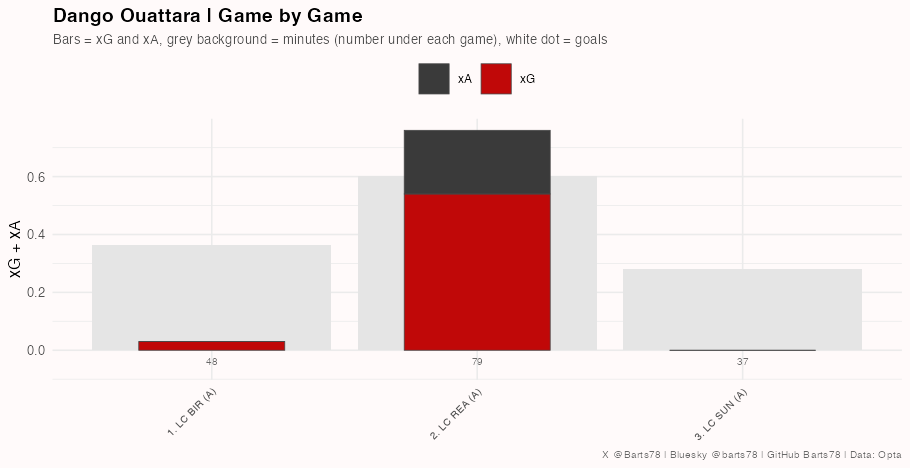 Dango Ouattara | Game by Game
Bars = xG and xA, grey background = minutes (number under each game), white dot = goals
xA xG
xG + xA
0.6
0.4
0.2
0.0
48 79 37
1. LC BIR (A) 2. LC REA (A) 3. LC SUN (A)
X @Barts78 | Bluesky @barts78 | GitHub Barts78 | Data: Opta